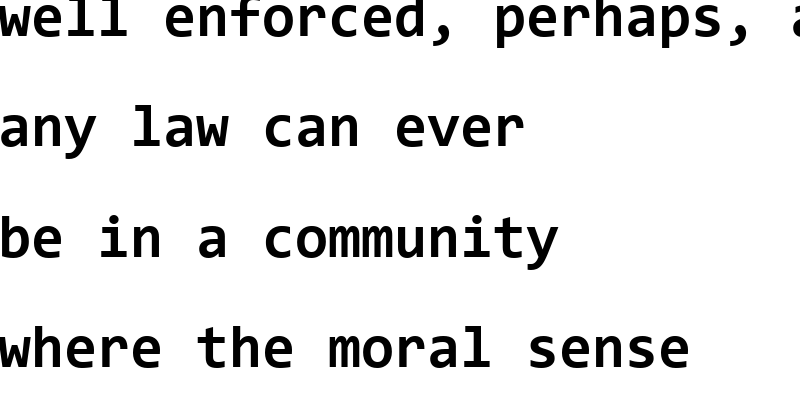 well enforced, perhaps, a
any law can ever
be in a community
where the moral sense